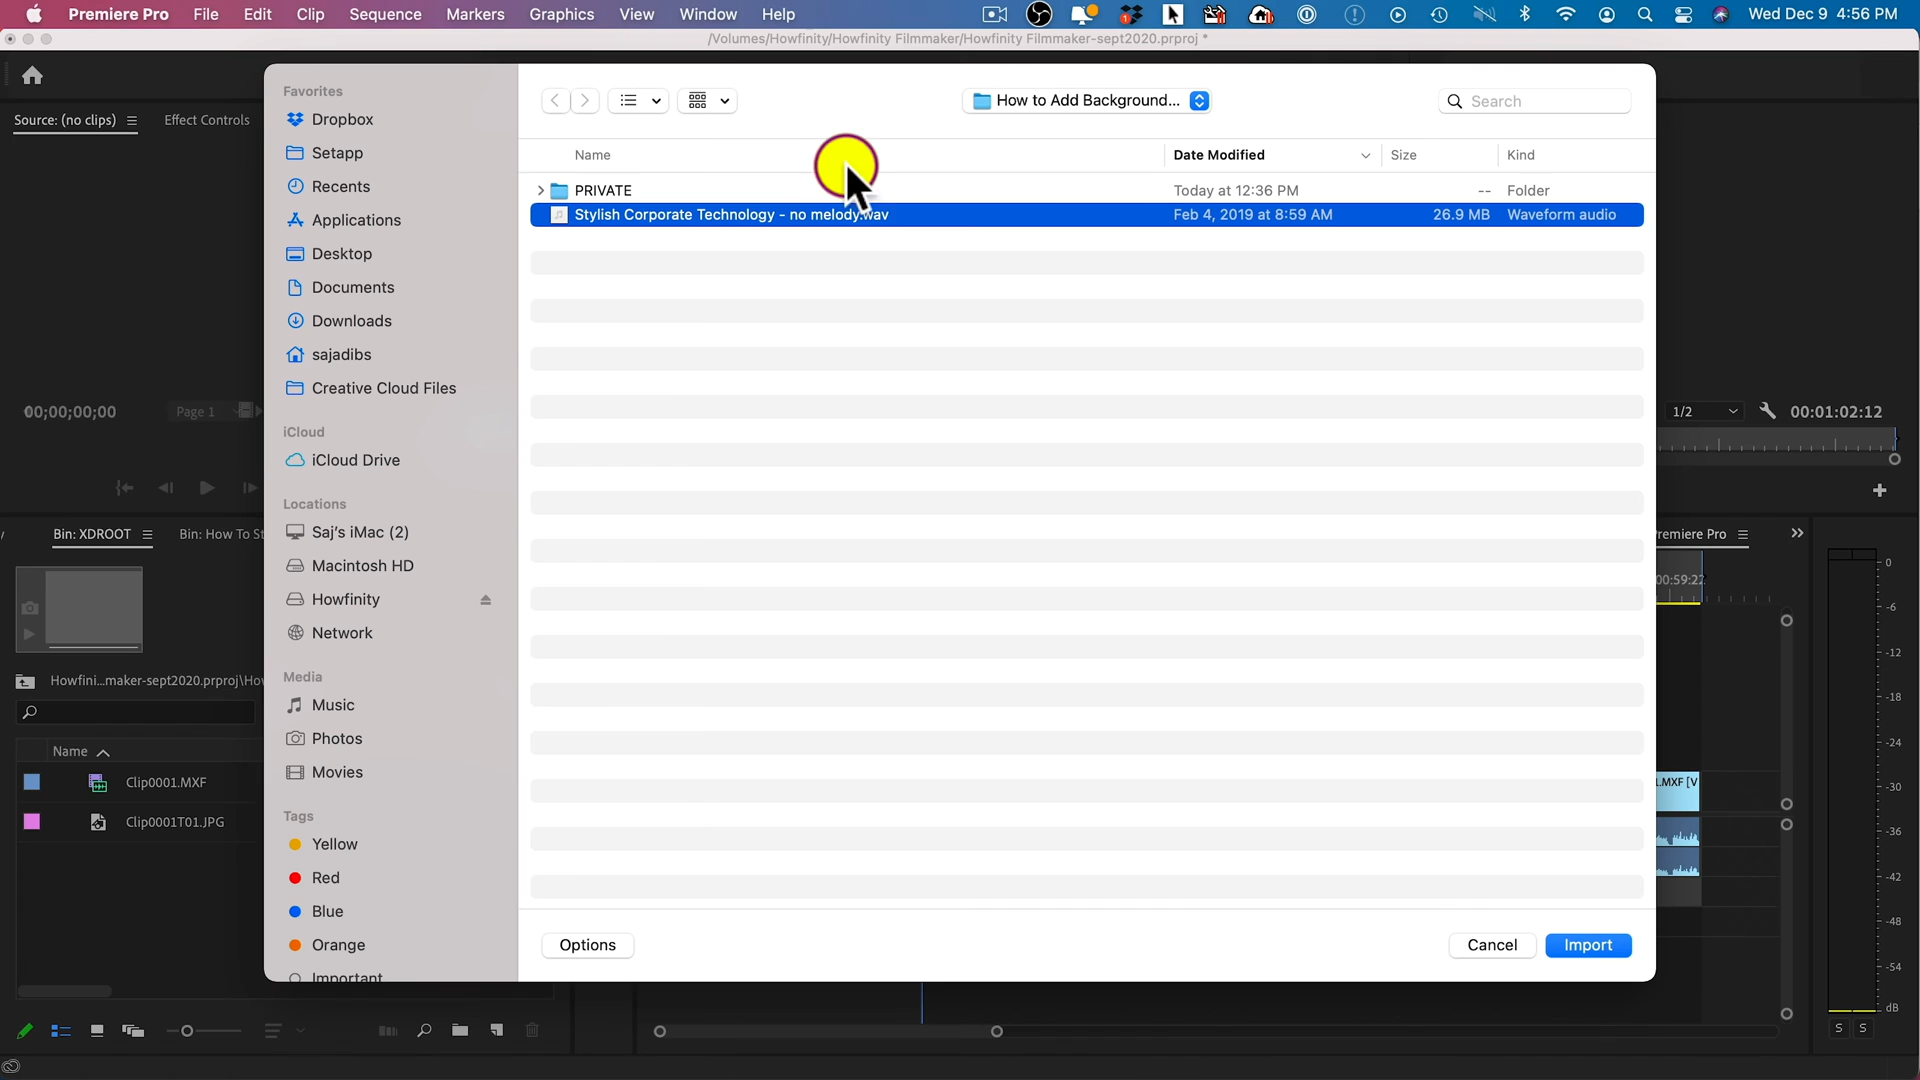 Premiere Pro File Edit Clip Sequence Markers Graphics View Window Help Wed Dec 9 4:56 PM
/Volumes/Howfinity/Howfinity Filmmaker/Howfinity Filmmaker-sept2020.prproj *
Source: (no clips) Effect Controls
00;00;00;00 Page 1
Bin: XDROOT Bin: How To St
Howfini...maker-sept2020.prproj\Hov
Name
Clip0001.MXF
Clip0001T01.JPG
Favorites
Dropbox
Setapp
Recents
Applications
Desktop
Documents
Downloads
sajadibs
Creative Cloud Files
iCloud
iCloud Drive
Locations
Saj's iMac (2)
Macintosh HD
Howfinity
Network
Media
Music
Photos
Movies
Tags
Yellow
Red
Blue
Orange
Important
How to Add Background... Search
Name Date Modified Size Kind
PRIVATE Today at 12:36 PM -- Folder
Stylish Corporate Technology - no melody.wav Feb 4, 2019 at 8:59 AM 26.9 MB Waveform audio
Options Cancel Import
1/2 00:01:02:12
remiere Pro
00:59:22
.MXF [V
0
-6
-12
-18
-24
-30
-36
-42
-48
-54
dB
S S